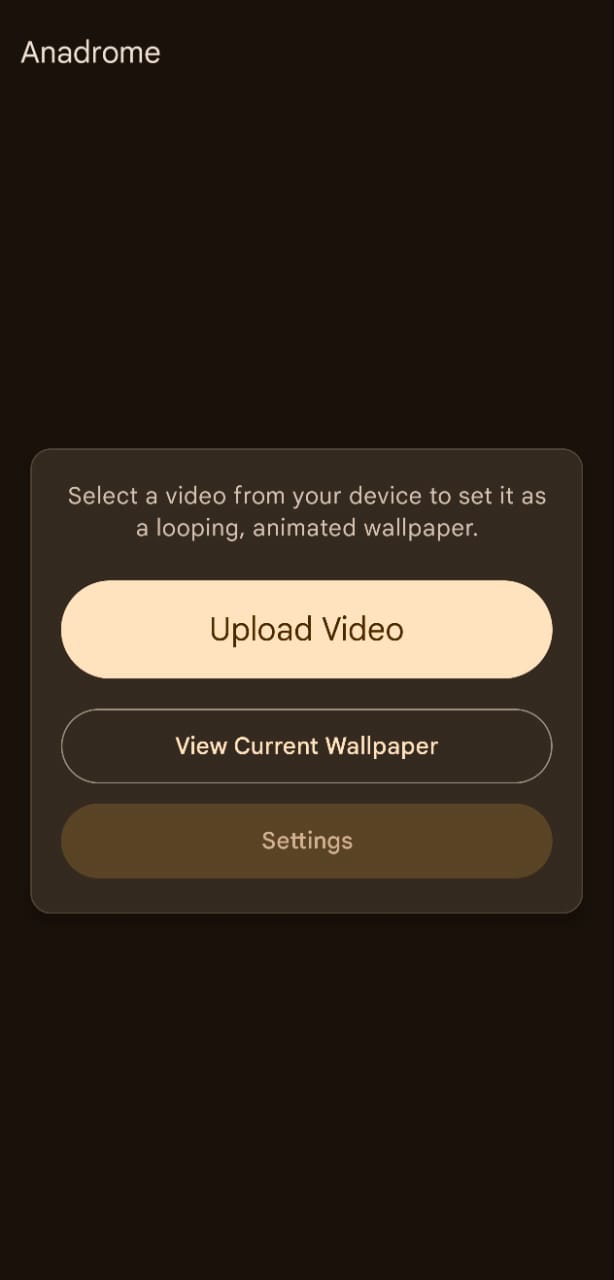 Anadrome
Select a video from your device to set it as
a looping, animated wallpaper.
Upload Video
View Current Wallpaper
Settings